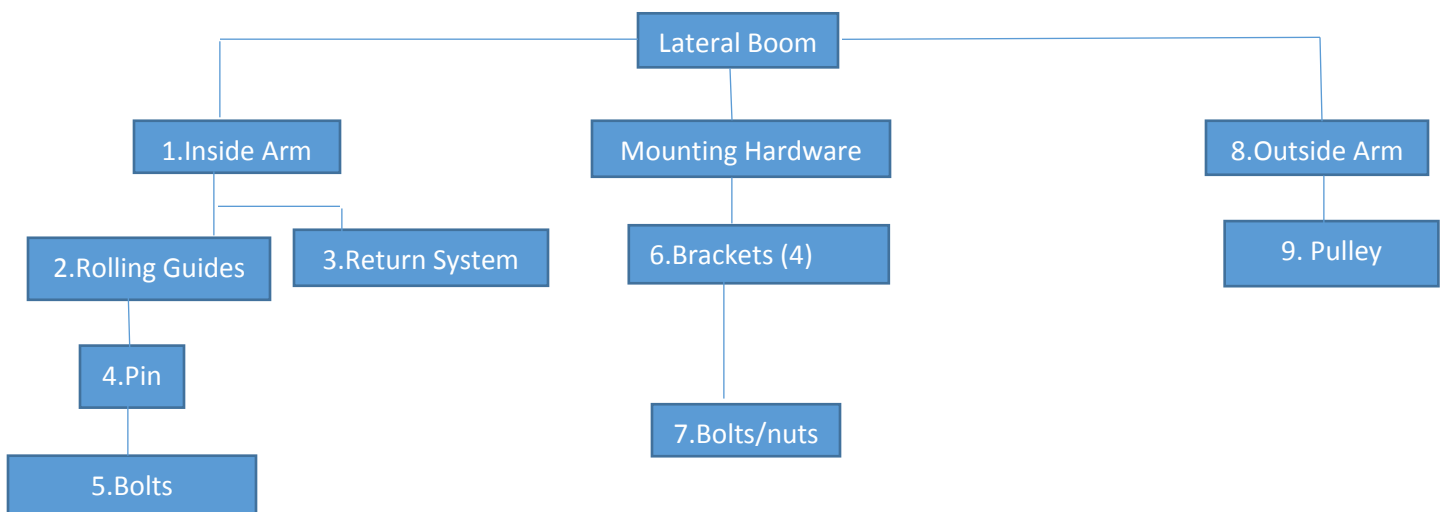 Lateral Boom
1.Inside Arm
Mounting Hardware
8.Outside Arm
2.Rolling Guides
3.Return System
6.Brackets (4)
9. Pulley
4.Pin
7.Bolts/nuts
5.Bolts